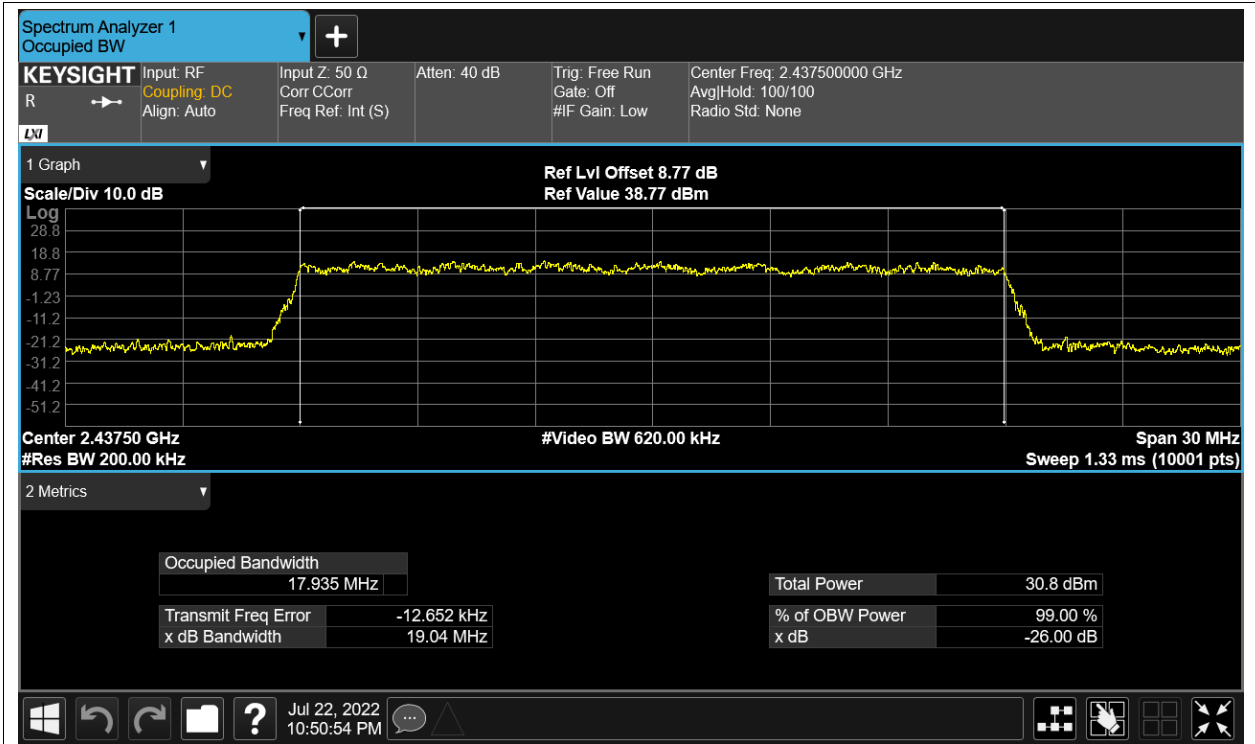 Spectrum Analyzer 1
Occupied BW
KEYSIGHT
R
LXI
Input: RF
Coupling: DC
Align: Auto
Input Z: 50 Ω
Corr CCorr
Freq Ref: Int (S)
Atten: 40 dB
Trig: Free Run
Gate: Off
#IF Gain: Low
Center Freq: 2.437500000 GHz
Avg|Hold: 100/100
Radio Std: None
1 Graph
Scale/Div 10.0 dB
Ref Lvl Offset 8.77 dB
Ref Value 38.77 dBm
Log
28.8
18.8
8.77
-1.23
-11.2
-21.2
-31.2
-41.2
-51.2
Center 2.43750 GHz
#Video BW 620.00 kHz
Span 30 MHz
#Res BW 200.00 kHz
Sweep 1.33 ms (10001 pts)
2 Metrics
Occupied Bandwidth
17.935 MHz
Transmit Freq Error -12.652 kHz
x dB Bandwidth 19.04 MHz
Total Power 30.8 dBm
% of OBW Power 99.00 %
x dB -26.00 dB
?
Jul 22, 2022
10:50:54 PM